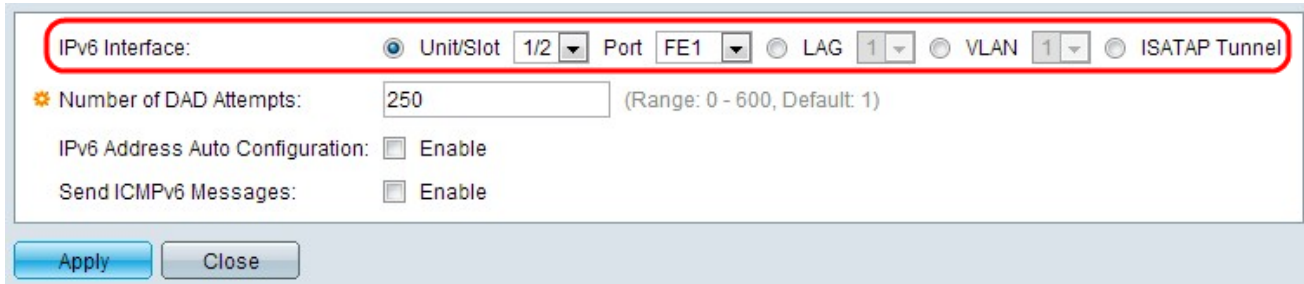 IPv6 Interface: Unit/Slot 1/2 Port FE1 LAG 1 VLAN 1 ISATAP Tunnel
Number of DAD Attempts: 250 (Range: 0 - 600, Default: 1)
IPv6 Address Auto Configuration: Enable
Send ICMPv6 Messages: Enable
Apply Close